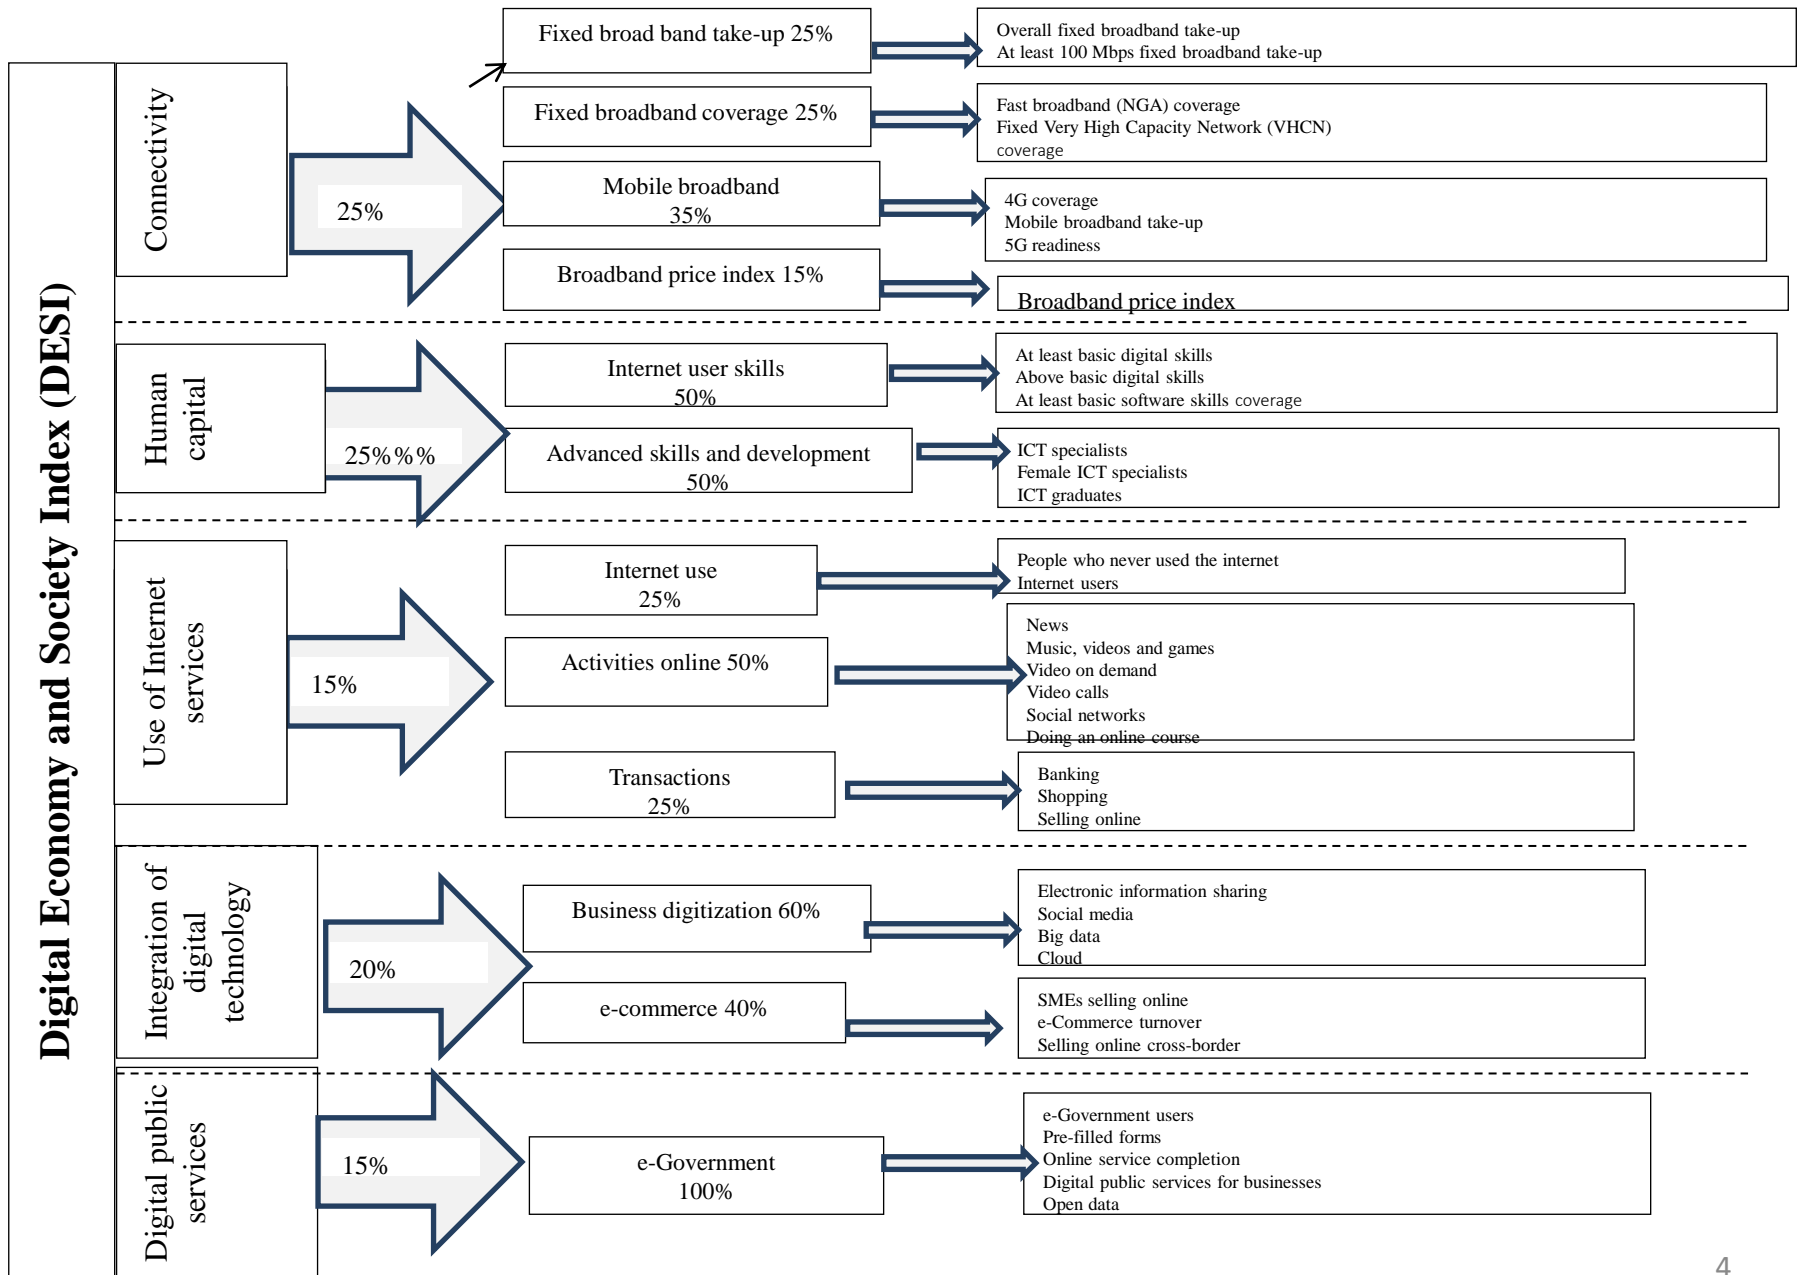 Digital Economy and Society Index (DESI)
Connectivity
25%
Fixed broad band take-up 25%
Overall fixed broadband take-up
At least 100 Mbps fixed broadband take-up
Fixed broadband coverage 25%
Fast broadband (NGA) coverage
Fixed Very High Capacity Network (VHCN)
coverage
Mobile broadband
35%
4G coverage
Mobile broadband take-up
5G readiness
Broadband price index 15%
Broadband price index
Human
capital
25%%%
Internet user skills
50%
At least basic digital skills
Above basic digital skills
At least basic software skills coverage
Advanced skills and development
50%
ICT specialists
Female ICT specialists
ICT graduates
Use of Internet
services
15%
Internet use
25%
People who never used the internet
Internet users
Activities online 50%
News
Music, videos and games
Video on demand
Video calls
Social networks
Doing an online course
Transactions
25%
Banking
Shopping
Selling online
Integration of
digital
technology
20%
Business digitization 60%
Electronic information sharing
Social media
Big data
Cloud
e-commerce 40%
SMEs selling online
e-Commerce turnover
Selling online cross-border
Digital public
services
15%
e-Government
100%
e-Government users
Pre-filled forms
Online service completion
Digital public services for businesses
Open data
4